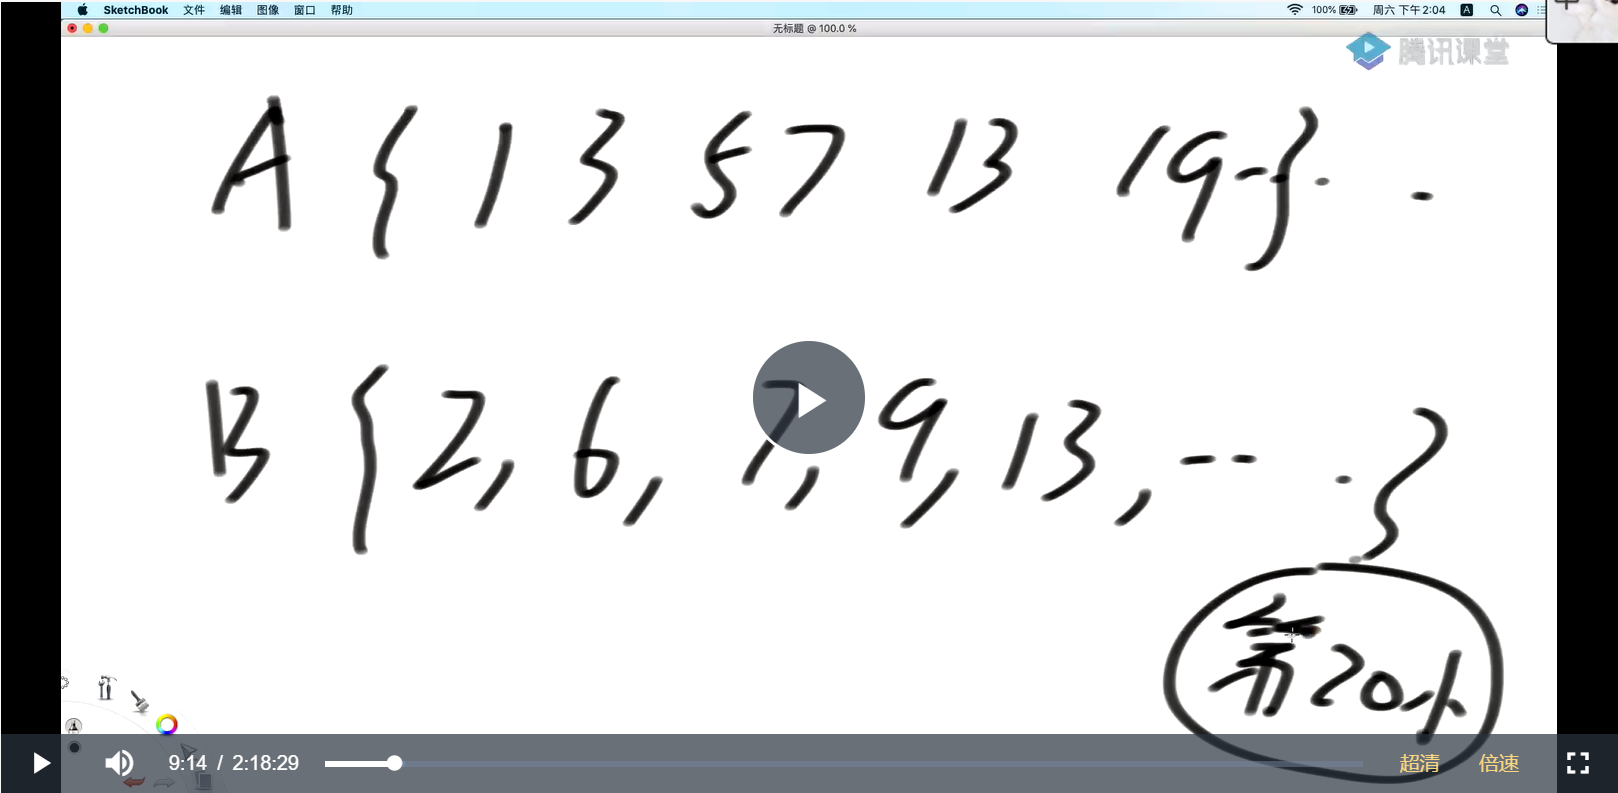 SketchBook 文件 编辑 图像 窗口 帮助 100% 周六 下午2:04 A
无标题 @ 100.0 %
腾讯课堂
A { 1 3 5 7 13 19 -- } · -
B { 2, 6, 7, 9, 13, -- · }
第20小
9:14 / 2:18:29 超清 倍速